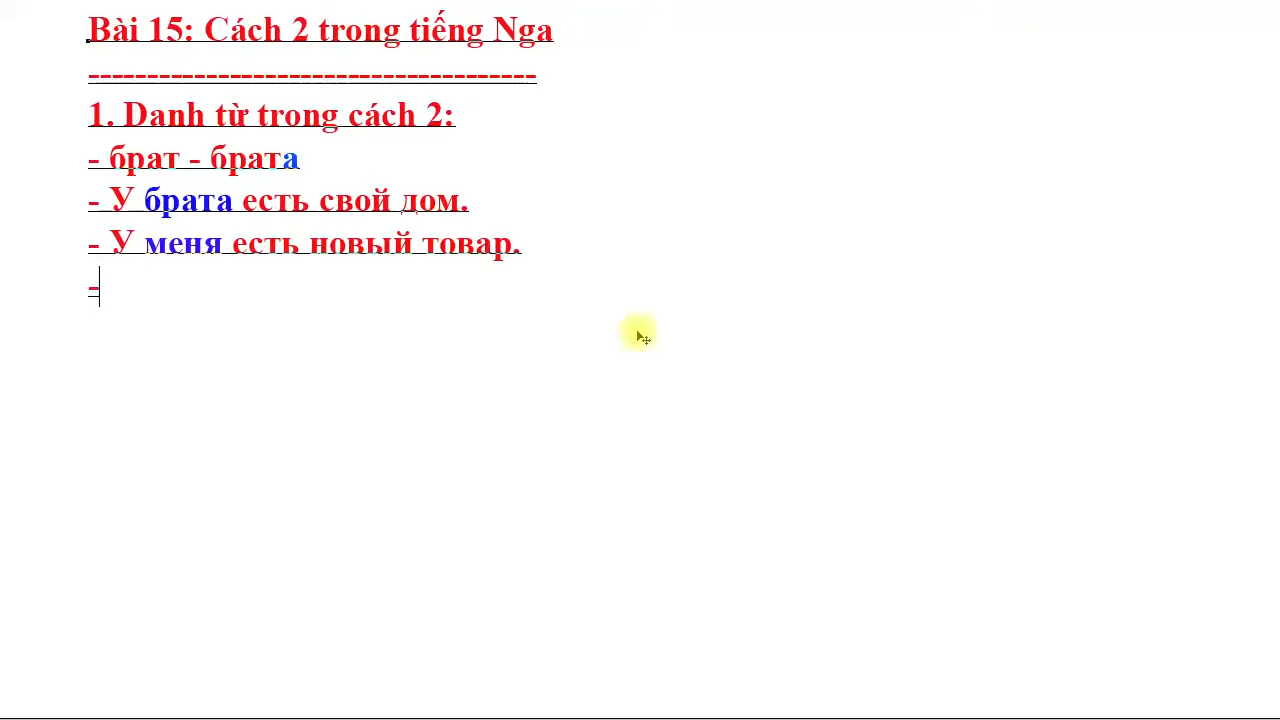 Bài 15: Cách 2 trong tiếng Nga
--------------------------------------
1. Danh từ trong cách 2:
- брат - брата
- У брата есть свой дом.
- У меня есть новый товар.
-